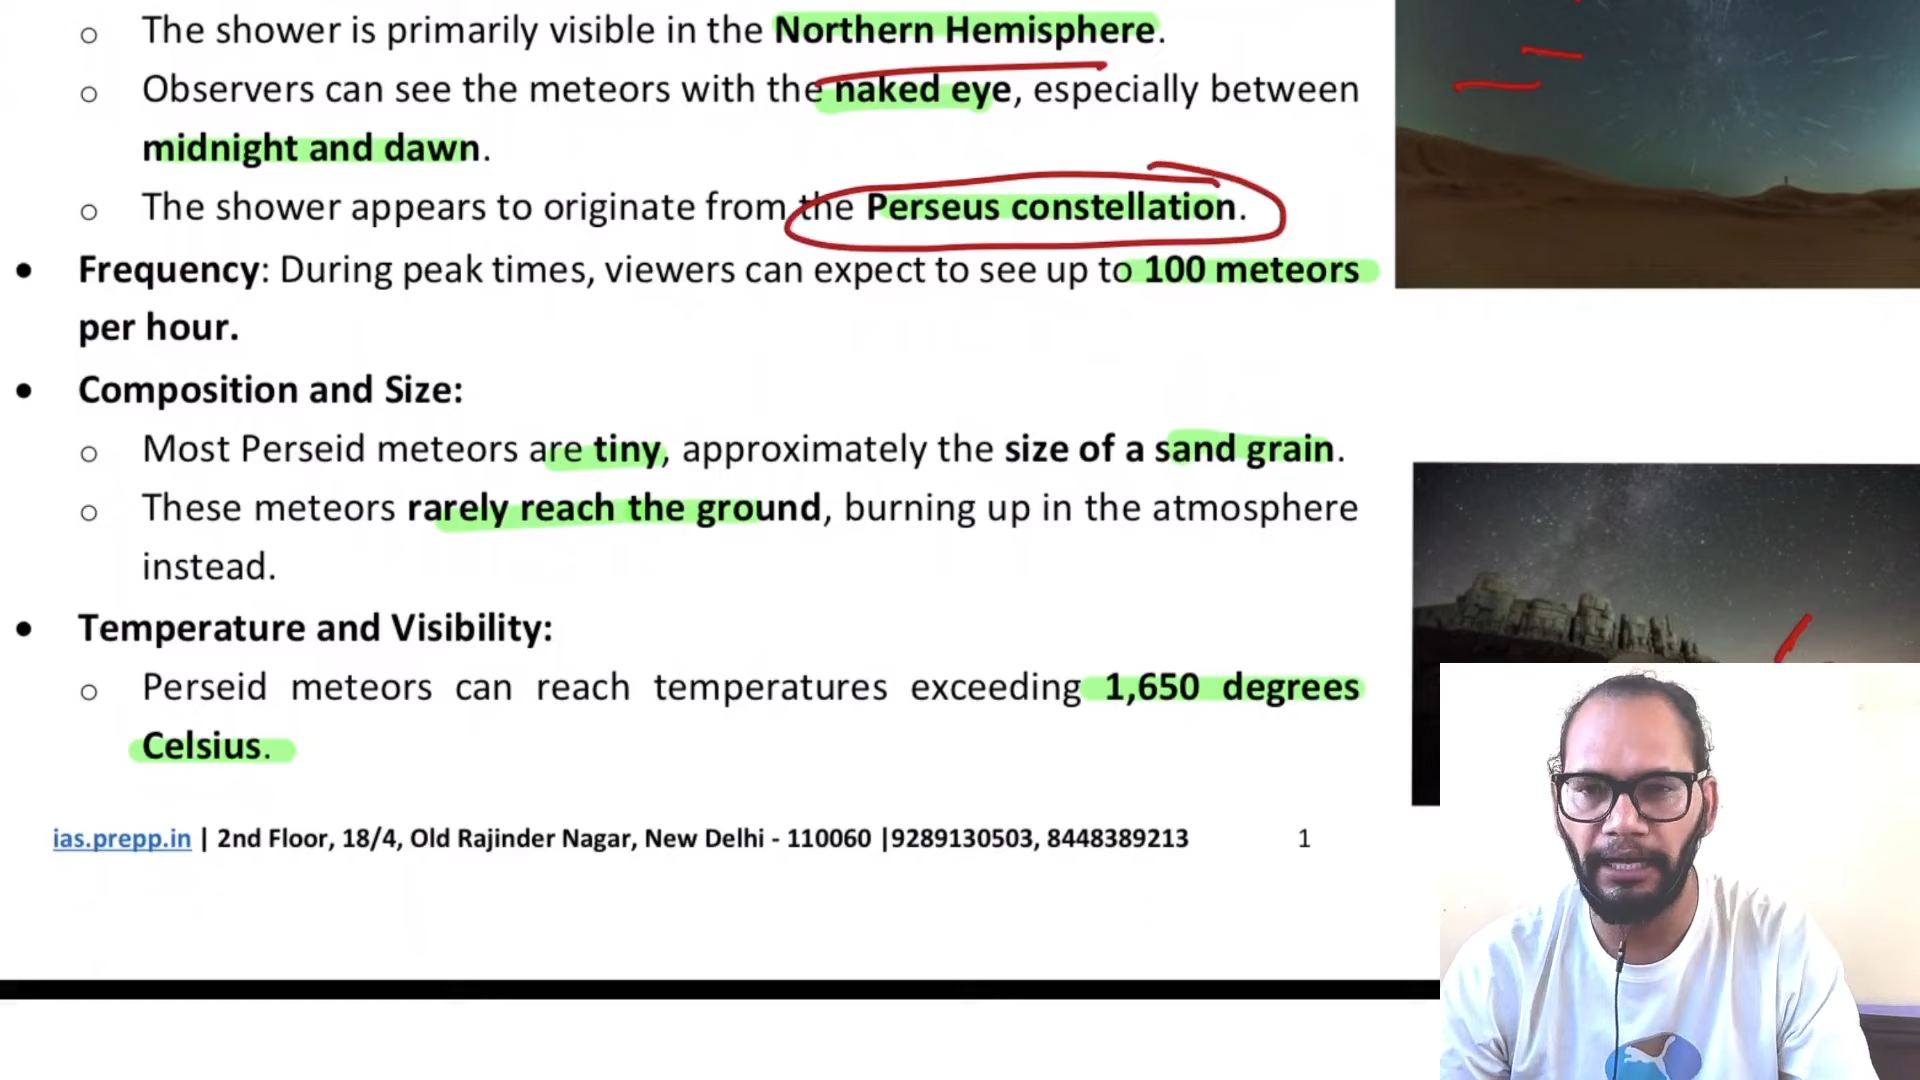 ○ The shower is primarily visible in the Northern Hemisphere.
○ Observers can see the meteors with the naked eye, especially between
midnight and dawn.
○ The shower appears to originate from the Perseus constellation.
• Frequency: During peak times, viewers can expect to see up to 100 meteors
per hour.
• Composition and Size:
○ Most Perseid meteors are tiny, approximately the size of a sand grain.
○ These meteors rarely reach the ground, burning up in the atmosphere
instead.
• Temperature and Visibility:
○ Perseid meteors can reach temperatures exceeding 1,650 degrees
Celsius.
ias.prepp.in | 2nd Floor, 18/4, Old Rajinder Nagar, New Delhi - 110060 |9289130503, 8448389213 1